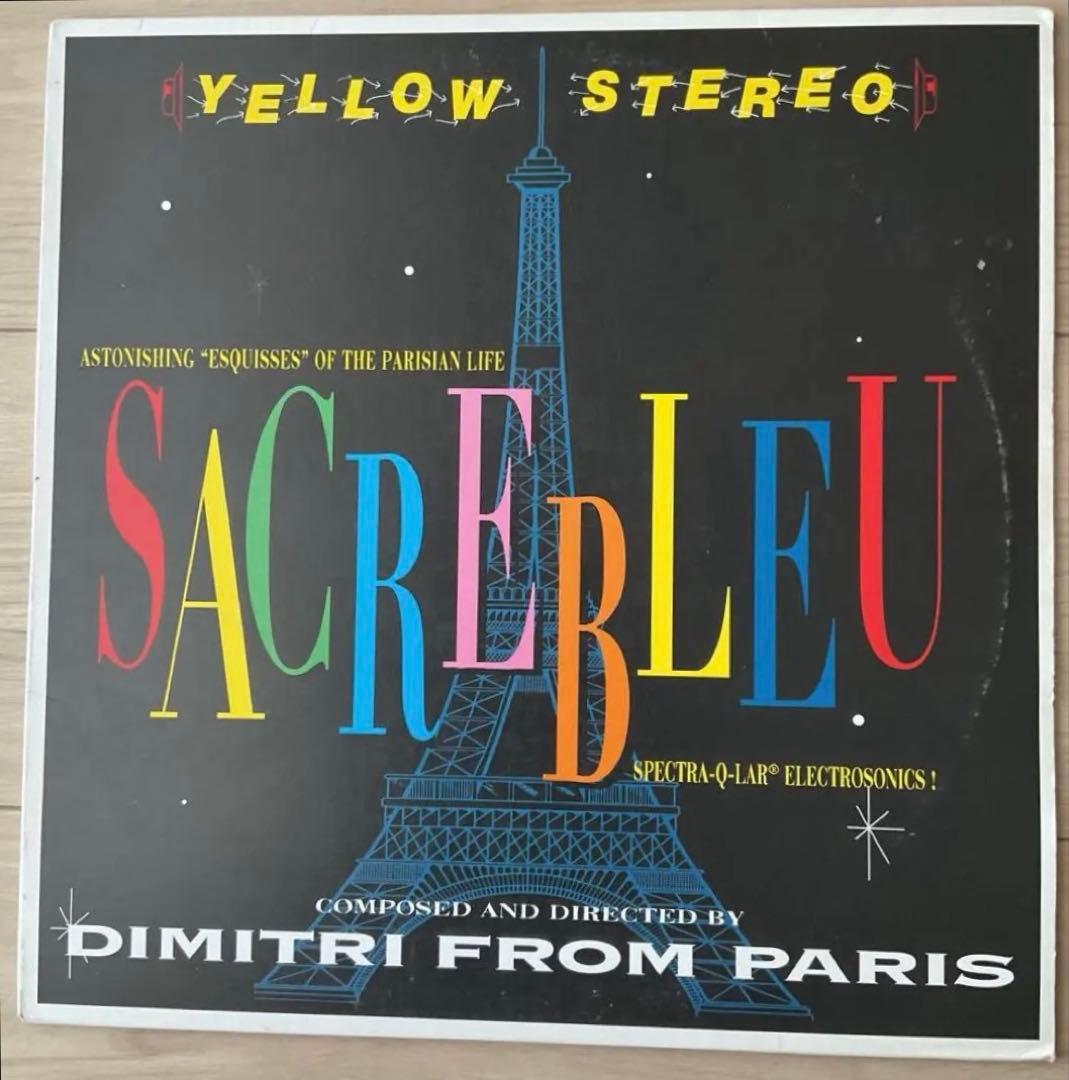 YELLOW STEREO
ASTONISHING “ESQUISSES” OF THE PARISIAN LIFE
SACREBLEU
SPECTRA-Q-LAR® ELECTROSONICS !
COMPOSED AND DIRECTED BY
DIMITRI FROM PARIS